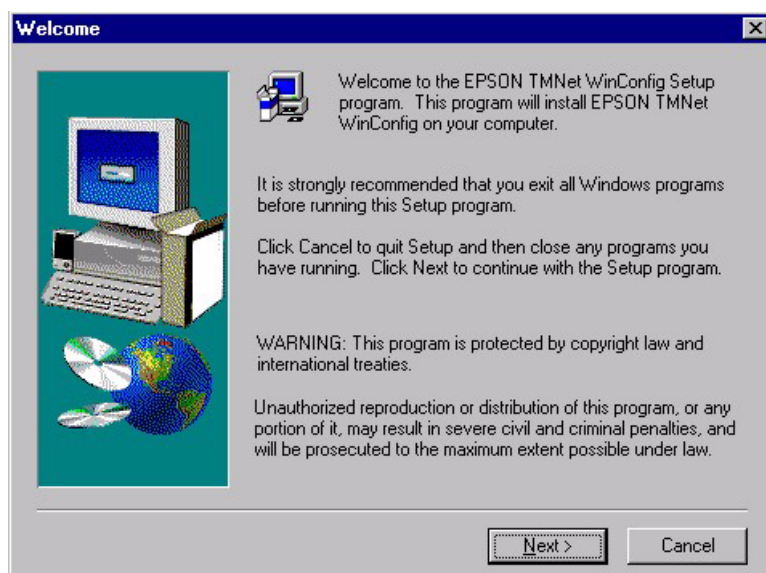 Welcome
Welcome to the EPSON TMNet WinConfig Setup
program.  This program will install EPSON TMNet
WinConfig on your computer.
It is strongly recommended that you exit all Windows programs
before running this Setup program.
Click Cancel to quit Setup and then close any programs you
have running.  Click Next to continue with the Setup program.
WARNING: This program is protected by copyright law and
international treaties.
Unauthorized reproduction or distribution of this program, or any
portion of it, may result in severe civil and criminal penalties, and
will be prosecuted to the maximum extent possible under law.
Next >
Cancel